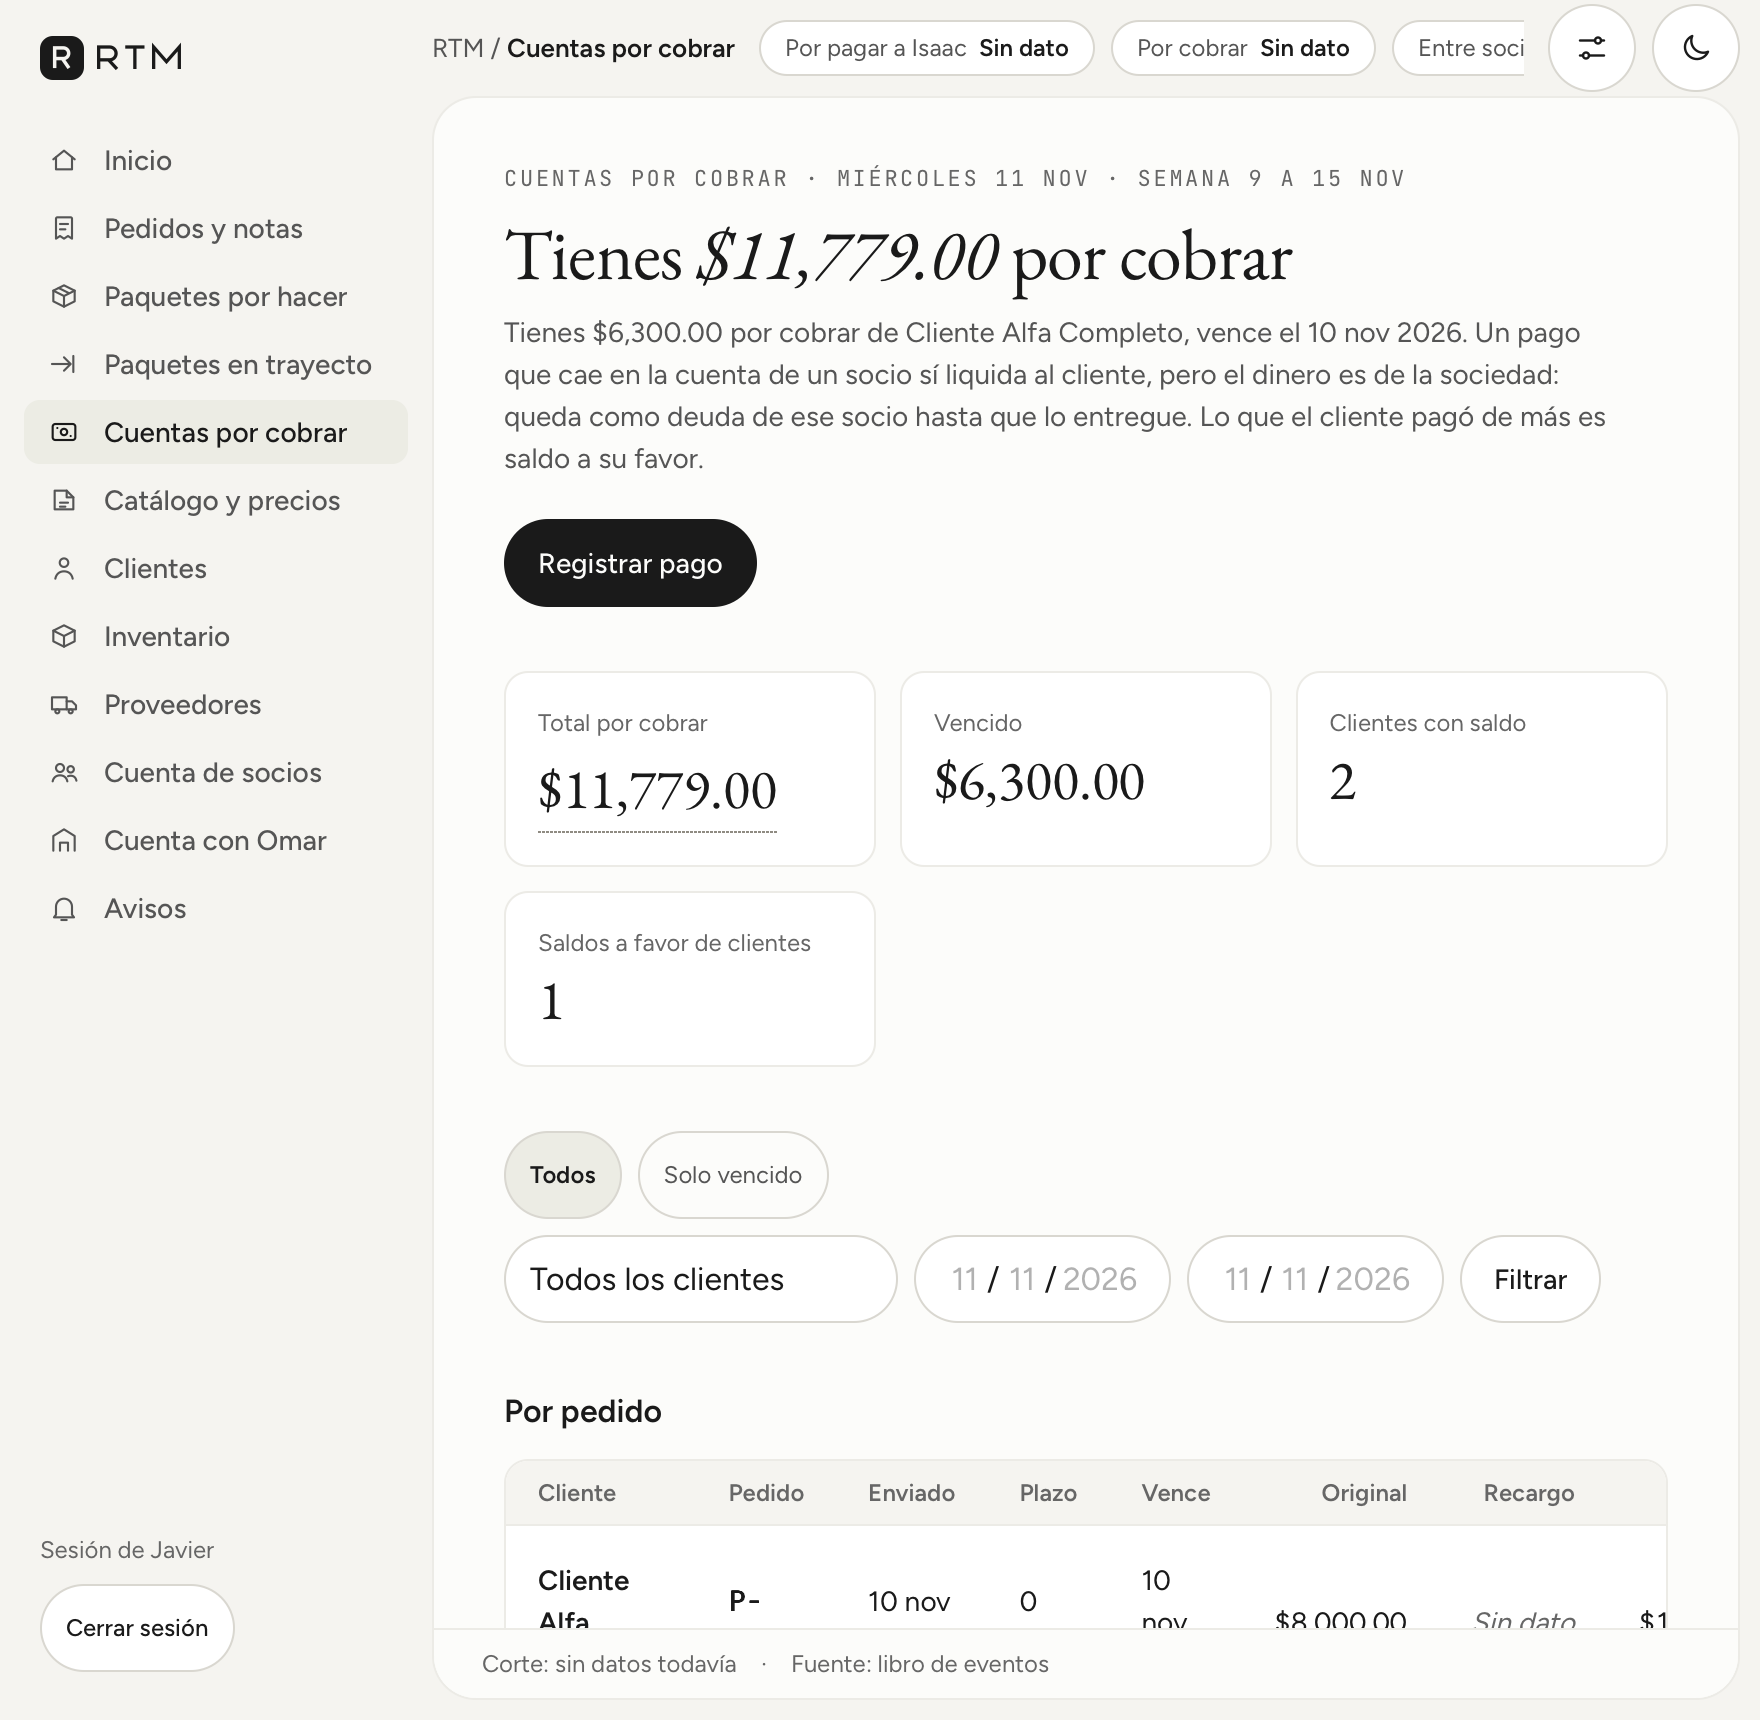 R RTM
RTM / Cuentas por cobrar
Por pagar a Isaac Sin dato
Por cobrar Sin dato
Entre soci
Inicio
Pedidos y notas
Paquetes por hacer
Paquetes en trayecto
Cuentas por cobrar
Catálogo y precios
Clientes
Inventario
Proveedores
Cuenta de socios
Cuenta con Omar
Avisos
Sesión de Javier
Cerrar sesión
CUENTAS POR COBRAR · MIÉRCOLES 11 NOV · SEMANA 9 A 15 NOV
Tienes $11,779.00 por cobrar
Tienes $6,300.00 por cobrar de Cliente Alfa Completo, vence el 10 nov 2026. Un pago
que cae en la cuenta de un socio sí liquida al cliente, pero el dinero es de la sociedad:
queda como deuda de ese socio hasta que lo entregue. Lo que el cliente pagó de más es
saldo a su favor.
Registrar pago
Total por cobrar
$11,779.00
Vencido
$6,300.00
Clientes con saldo
2
Saldos a favor de clientes
1
Todos
Solo vencido
Todos los clientes
11 / 11 / 2026
11 / 11 / 2026
Filtrar
Por pedido
Cliente Pedido Enviado Plazo Vence Original Recargo
Cliente
Alfa
P-
10 nov
0
10
nov
$8,000.00
Sin dato
$1
Corte: sin datos todavía · Fuente: libro de eventos